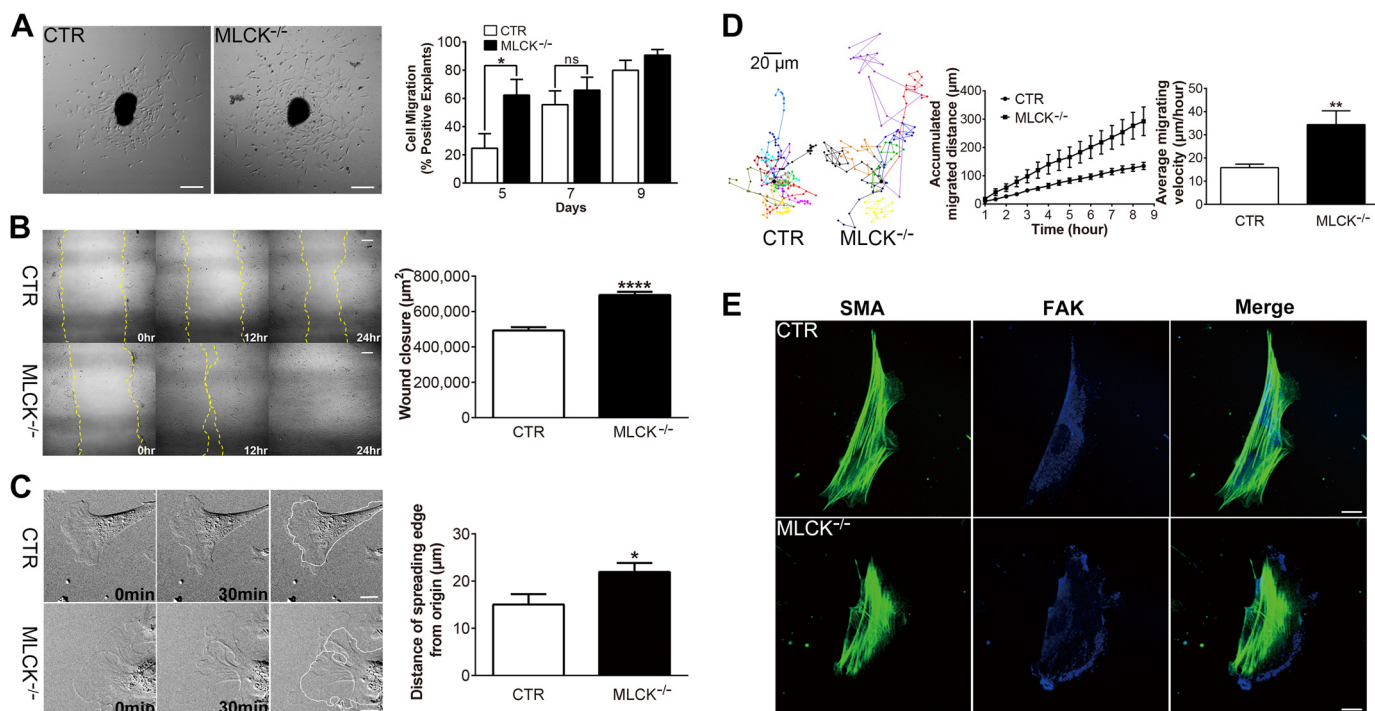 A
CTR
MLCK-/-
CTR
MLCK-/-
Cell Migration
(% Positive Explants)
100
80
60
40
20
0
*
ns
5
7
9
Days
B
CTR
0hr
12hr
24hr
MLCK-/-
0hr
12hr
24hr
Wound closure (µm²)
800,000
600,000
400,000
200,000
0
****
CTR
MLCK-/-
C
CTR
0min
30min
MLCK-/-
0min
30min
Distance of spreading edge
from origin (µm)
30
20
10
0
*
CTR
MLCK-/-
D
20 µm
CTR
MLCK-/-
Accumulated
migrated distance (µm)
400
300
200
100
0
CTR
MLCK-/-
1 2 3 4 5 6 7 8 9
Time (hour)
Average migrating
velocity (µm/hour)
50
40
30
20
10
0
**
CTR
MLCK-/-
E
SMA
FAK
Merge
CTR
MLCK-/-